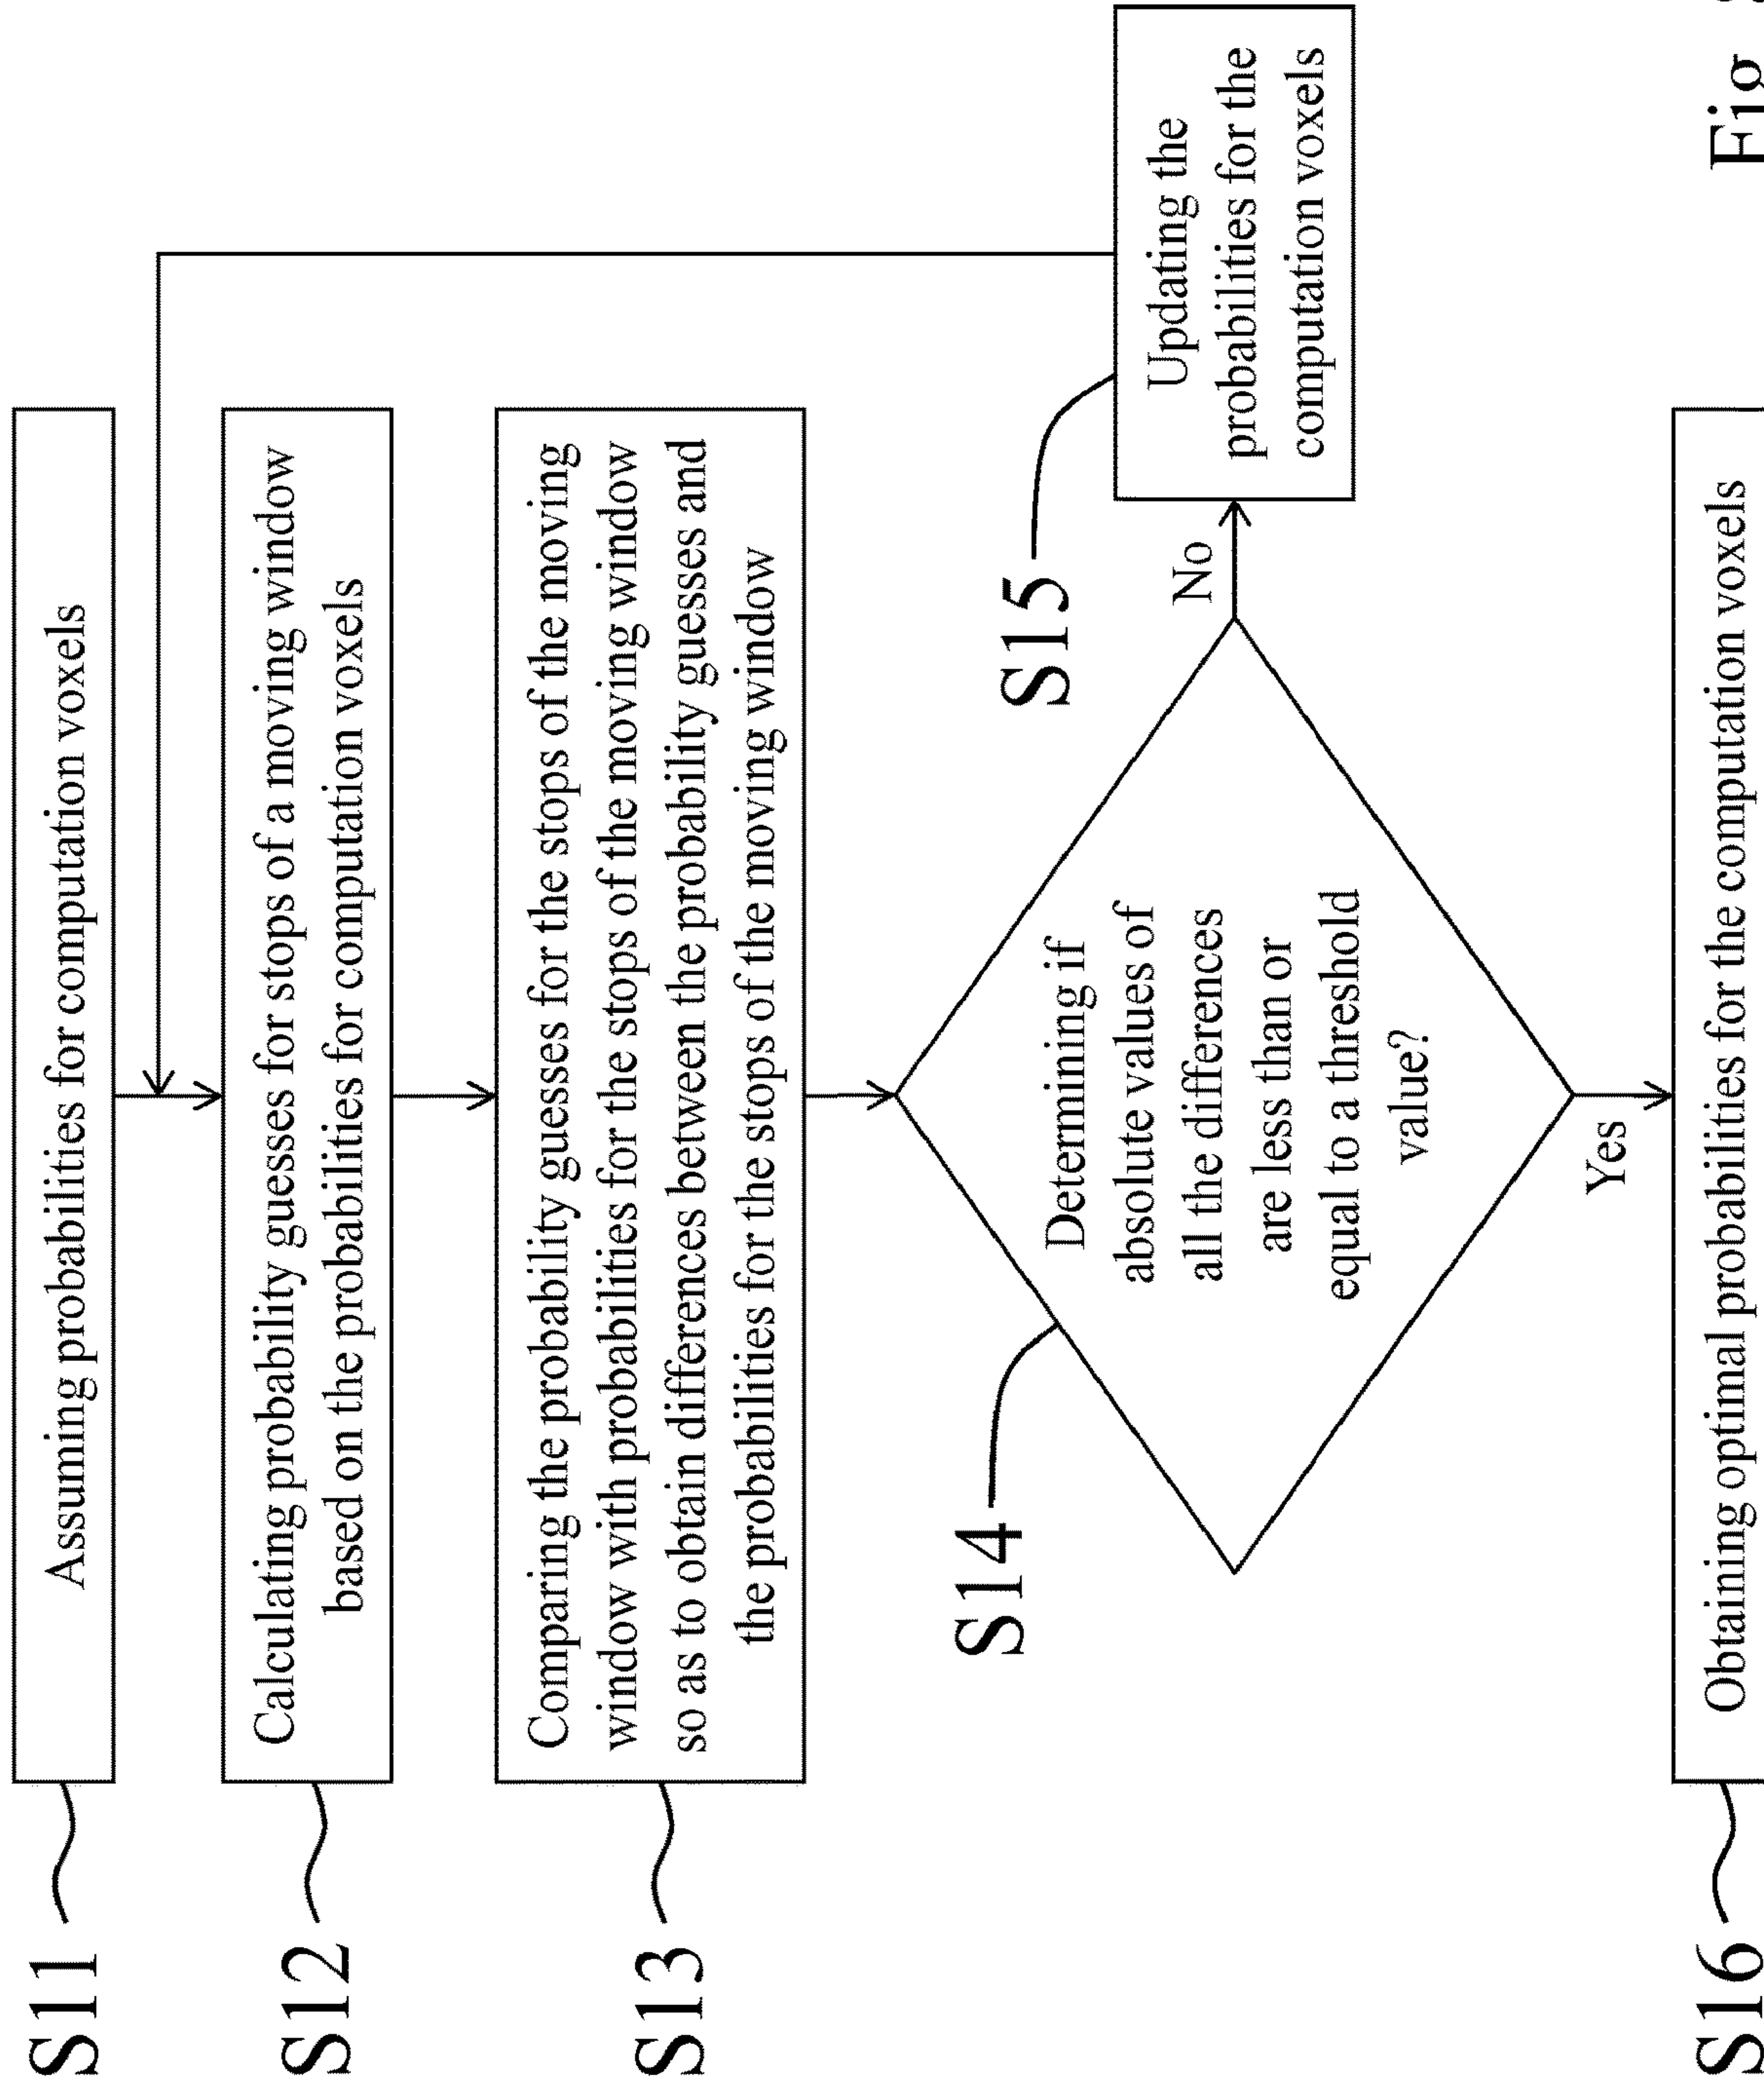 S11
Assuming probabilities for computation voxels
S12
Calculating probability guesses for stops of a moving window
based on the probabilities for computation voxels
S13
Comparing the probability guesses for the stops of the moving
window with probabilities for the stops of the moving window
so as to obtain differences between the probability guesses and
the probabilities for the stops of the moving window
S14
Determining if
absolute values of
all the differences
are less than or
equal to a threshold
value?
No
S15
Updating the
probabilities for the
computation voxels
Yes
S16
Obtaining optimal probabilities for the computation voxels
Fig